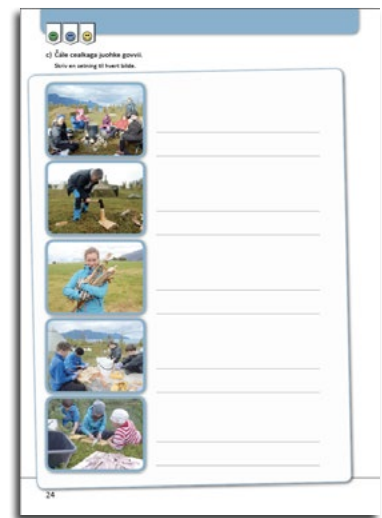 c) Čále cealkaga juohke govvii.
Skriv en setning til hvert bilde.
24